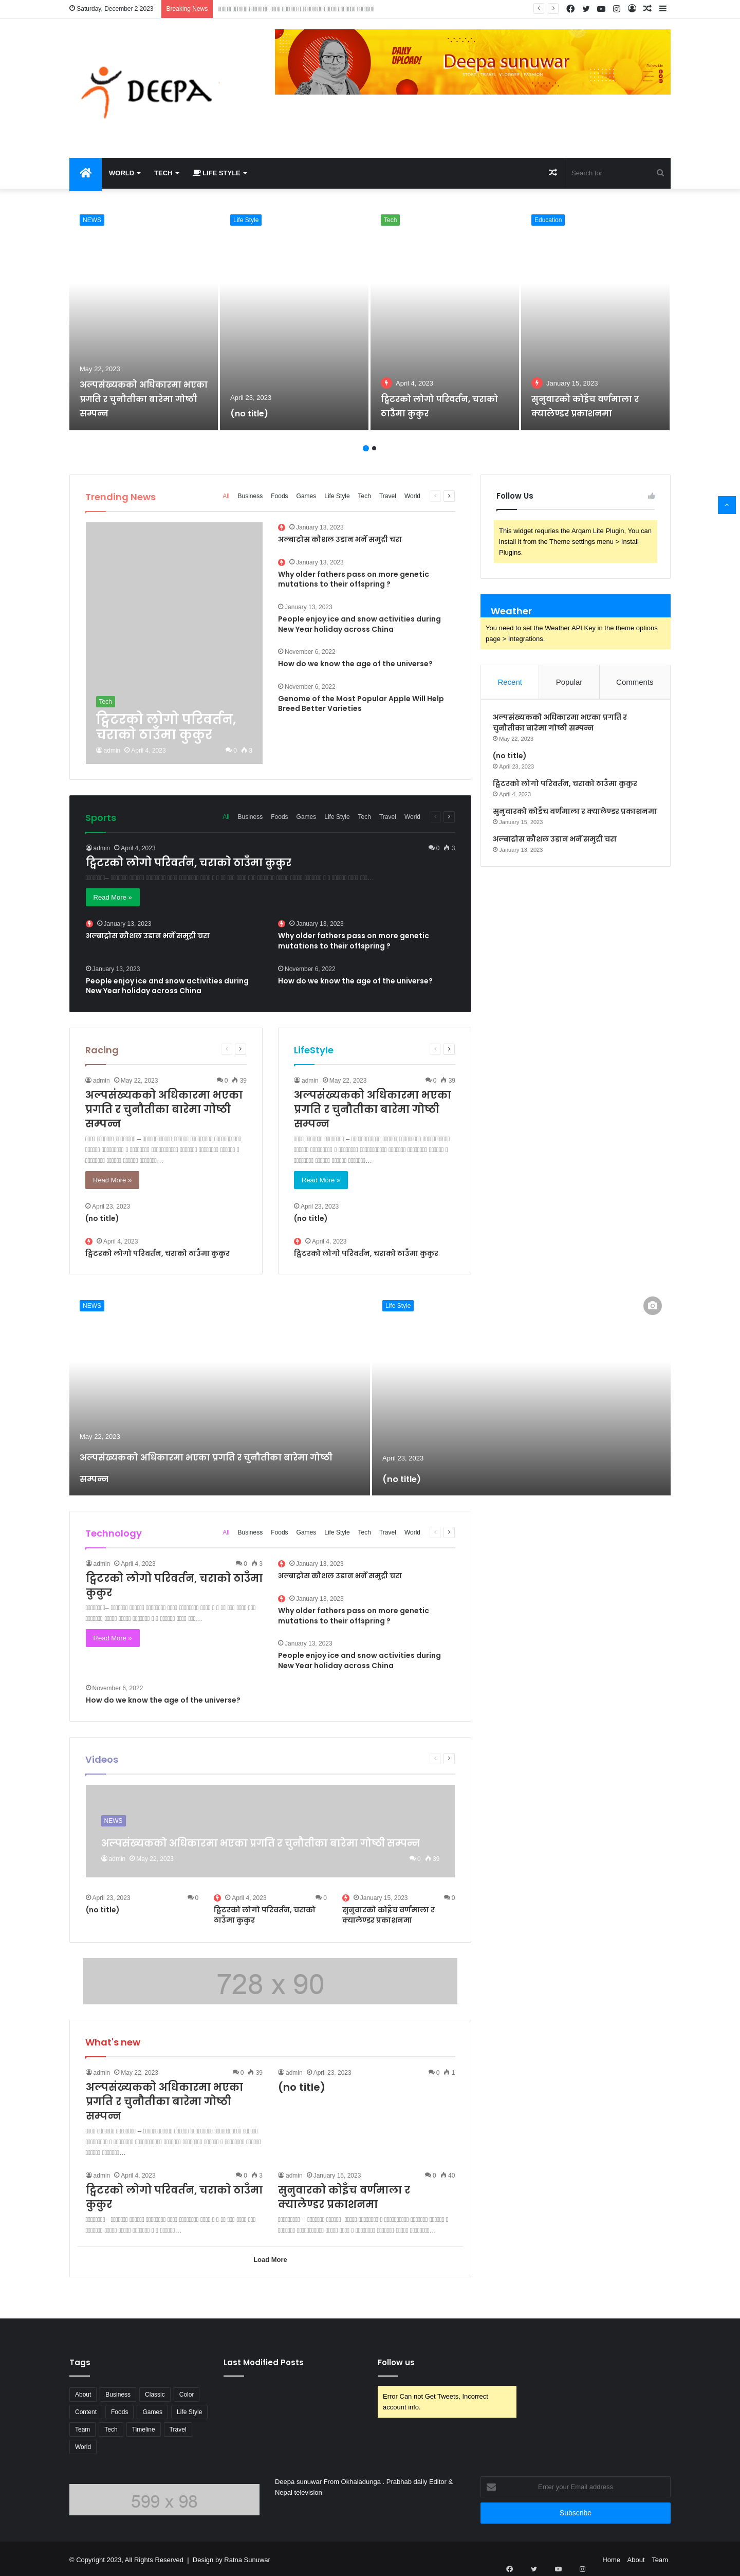 Saturday, December 2 2023
Breaking News
DEEPA
DAILY UPLOAD!
Deepa sunuwar
WORLD
TECH
LIFE STYLE
Search for
NEWS
May 22, 2023
अल्पसंख्यकको अधिकारमा भएका
प्रगति र चुनौतीका बारेमा गोष्ठी
सम्पन्न
Life Style
April 23, 2023
(no title)
Tech
April 4, 2023
ट्विटरको लोगो परिवर्तन, चराको
ठाउँमा कुकुर
Education
January 15, 2023
सुनुवारको कोइँच वर्णमाला र
क्यालेण्डर प्रकाशनमा
Trending News
All Business Foods Games Life Style Tech Travel World
Tech
ट्विटरको लोगो परिवर्तन,
चराको ठाउँमा कुकुर
admin April 4, 2023 0 3
January 13, 2023
अल्बाट्रोस कौशल उडान भर्ने समुद्री चरा
January 13, 2023
Why older fathers pass on more genetic
mutations to their offspring ?
January 13, 2023
People enjoy ice and snow activities during
New Year holiday across China
November 6, 2022
How do we know the age of the universe?
November 6, 2022
Genome of the Most Popular Apple Will Help
Breed Better Varieties
Follow Us
This widget requries the Arqam Lite Plugin, You can
install it from the Theme settings menu > Install
Plugins.
Weather
You need to set the Weather API Key in the theme options
page > Integrations.
Recent
Popular
Comments
अल्पसंख्यकको अधिकारमा भएका प्रगति र
चुनौतीका बारेमा गोष्ठी सम्पन्न
May 22, 2023
(no title)
April 23, 2023
ट्विटरको लोगो परिवर्तन, चराको ठाउँमा कुकुर
April 4, 2023
सुनुवारको कोइँच वर्णमाला र क्यालेण्डर प्रकाशनमा
January 15, 2023
अल्बाट्रोस कौशल उडान भर्ने समुद्री चरा
January 13, 2023
Sports
All Business Foods Games Life Style Tech Travel World
admin April 4, 2023 0 3
ट्विटरको लोगो परिवर्तन, चराको ठाउँमा कुकुर
Read More »
January 13, 2023
अल्बाट्रोस कौशल उडान भर्ने समुद्री चरा
January 13, 2023
Why older fathers pass on more genetic
mutations to their offspring ?
January 13, 2023
People enjoy ice and snow activities during
New Year holiday across China
November 6, 2022
How do we know the age of the universe?
Racing
admin May 22, 2023 0 39
अल्पसंख्यकको अधिकारमा भएका
प्रगति र चुनौतीका बारेमा गोष्ठी
सम्पन्न
Read More »
April 23, 2023
(no title)
April 4, 2023
ट्विटरको लोगो परिवर्तन, चराको ठाउँमा कुकुर
LifeStyle
admin May 22, 2023 0 39
अल्पसंख्यकको अधिकारमा भएका
प्रगति र चुनौतीका बारेमा गोष्ठी
सम्पन्न
Read More »
April 23, 2023
(no title)
April 4, 2023
ट्विटरको लोगो परिवर्तन, चराको ठाउँमा कुकुर
NEWS
May 22, 2023
अल्पसंख्यकको अधिकारमा भएका प्रगति र चुनौतीका बारेमा गोष्ठी
सम्पन्न
Life Style
April 23, 2023
(no title)
Technology
All Business Foods Games Life Style Tech Travel World
admin April 4, 2023 0 3
ट्विटरको लोगो परिवर्तन, चराको ठाउँमा
कुकुर
Read More »
January 13, 2023
अल्बाट्रोस कौशल उडान भर्ने समुद्री चरा
January 13, 2023
Why older fathers pass on more genetic
mutations to their offspring ?
January 13, 2023
People enjoy ice and snow activities during
New Year holiday across China
November 6, 2022
How do we know the age of the universe?
Videos
NEWS
अल्पसंख्यकको अधिकारमा भएका प्रगति र चुनौतीका बारेमा गोष्ठी सम्पन्न
admin May 22, 2023 0 39
April 23, 2023 0
(no title)
April 4, 2023 0
ट्विटरको लोगो परिवर्तन, चराको
ठाउँमा कुकुर
January 15, 2023 0
सुनुवारको कोइँच वर्णमाला र
क्यालेण्डर प्रकाशनमा
728 x 90
What's new
admin May 22, 2023 0 39
अल्पसंख्यकको अधिकारमा भएका
प्रगति र चुनौतीका बारेमा गोष्ठी
सम्पन्न
admin April 23, 2023 0 1
(no title)
admin April 4, 2023 0 3
ट्विटरको लोगो परिवर्तन, चराको ठाउँमा
कुकुर
admin January 15, 2023 0 40
सुनुवारको कोइँच वर्णमाला र
क्यालेण्डर प्रकाशनमा
Load More
Tags
About Business Classic Color
Content Foods Games Life Style
Team Tech Timeline Travel
World
Last Modified Posts
Follow us
Error Can not Get Tweets, Incorrect
account info.
599 x 98
Deepa sunuwar From Okhaladunga . Prabhab daily Editor &
Nepal television
Enter your Email address
Subscribe
© Copyright 2023, All Rights Reserved | Design by Ratna Sunuwar
Home About Team